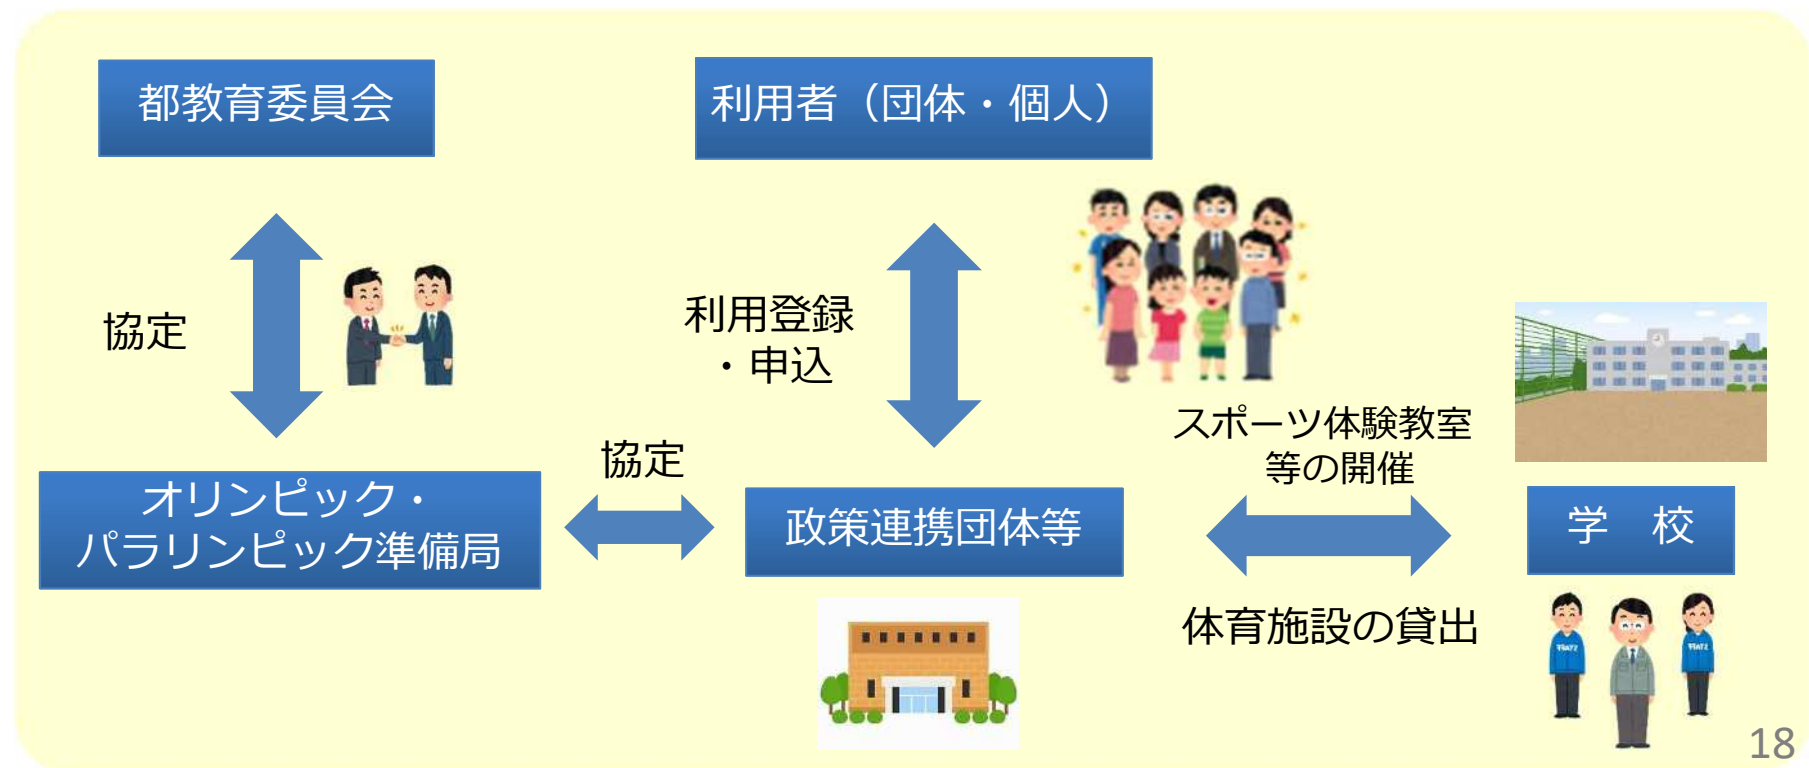 都教育委員会
利用者（団体・個人）
協定
利用登録
・申込
スポーツ体験教室
等の開催
協定
オリンピック・
パラリンピック準備局
政策連携団体等
学　校
体育施設の貸出
STAFF
STAFF
18